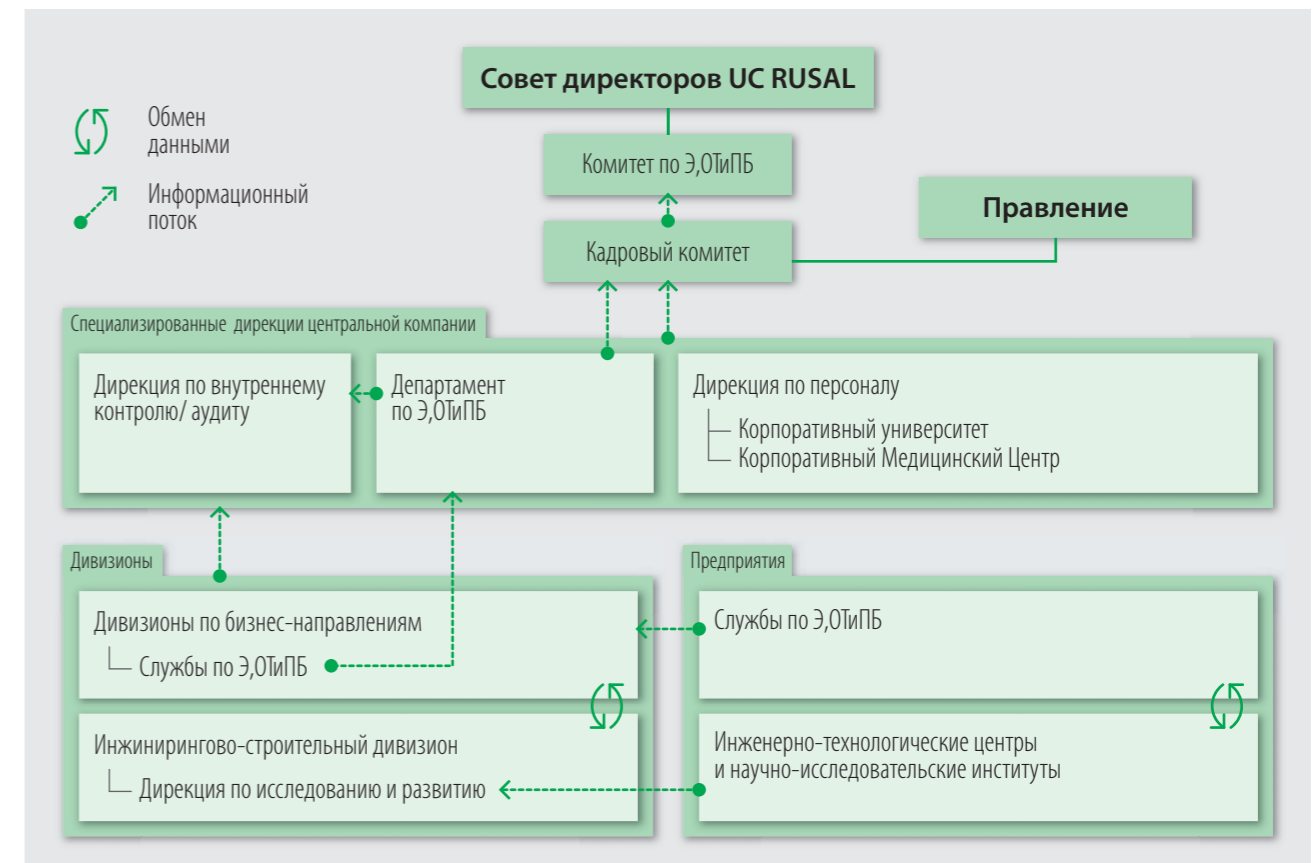 Совет директоров UC RUSAL
Обмен
данными
Комитет по Э,ОТиПБ
Информационный
поток
Правление
Кадровый комитет
Специализированные дирекции центральной компании
Дирекция по внутреннему
контролю/ аудиту
Департамент
по Э,ОТиПБ
Дирекция по персоналу
Корпоративный университет
Корпоративный Медицинский Центр
Дивизионы
Дивизионы по бизнес-направлениям
Службы по Э,ОТиПБ
Инжинирингово-строительный дивизион
Дирекция по исследованию и развитию
Предприятия
Службы по Э,ОТиПБ
Инженерно-технологические центры
и научно-исследовательские институты